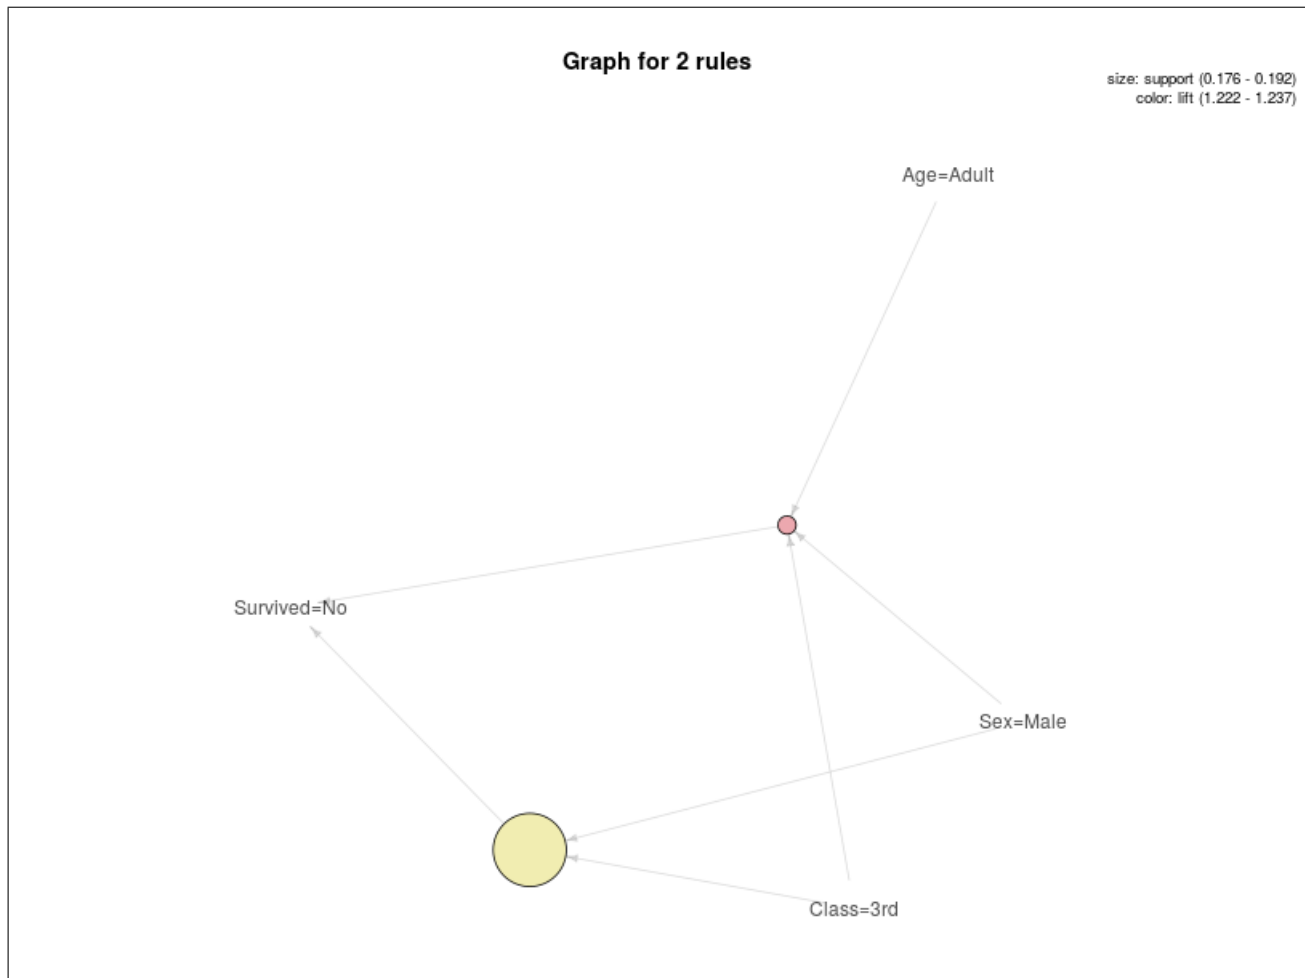 Graph for 2 rules
size: support (0.176 - 0.192)
color: lift (1.222 - 1.237)
Age=Adult
Survived=No
Sex=Male
Class=3rd